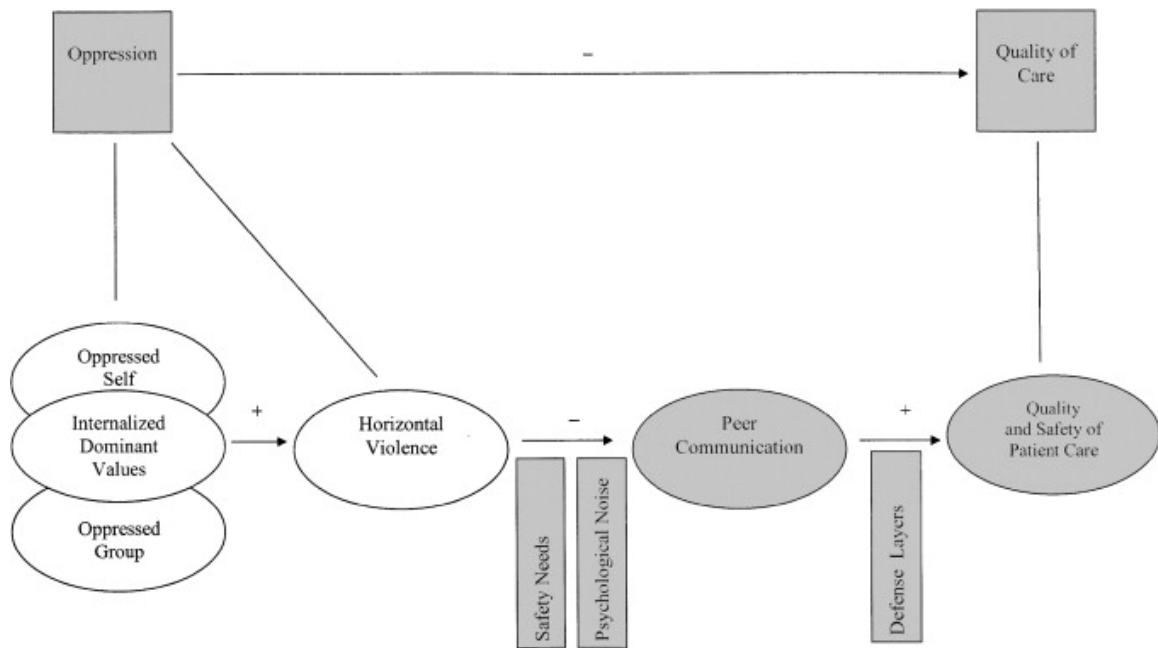 Oppression
–
Quality of
Care
Oppressed
Self
Internalized
Dominant
Values
Oppressed
Group
+
Horizontal
Violence
–
Safety Needs
Psychological Noise
Peer
Communication
+
Defense Layers
Quality
and Safety of
Patient Care